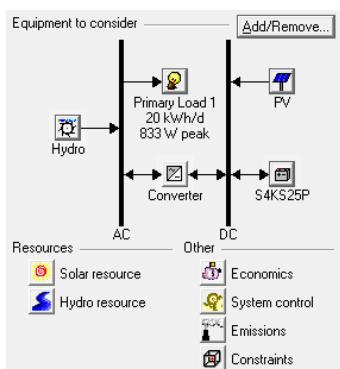 Equipment to consider
Add/Remove...
Hydro
Primary Load 1
20 kWh/d
833 W peak
PV
Converter
S4KS25P
AC
DC
Resources
Other
Solar resource
Economics
Hydro resource
System control
Emissions
Constraints